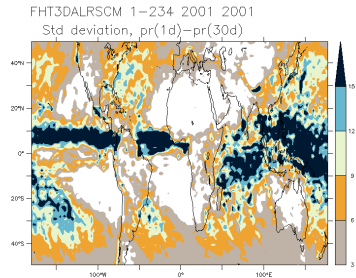 FHT3DALRSCM 1-234 2001 2001
Std deviation, pr(1d)-pr(30d)
40°N
20°N
0°
20°S
40°S
100°W
0°
100°E
15
12
9
6
3